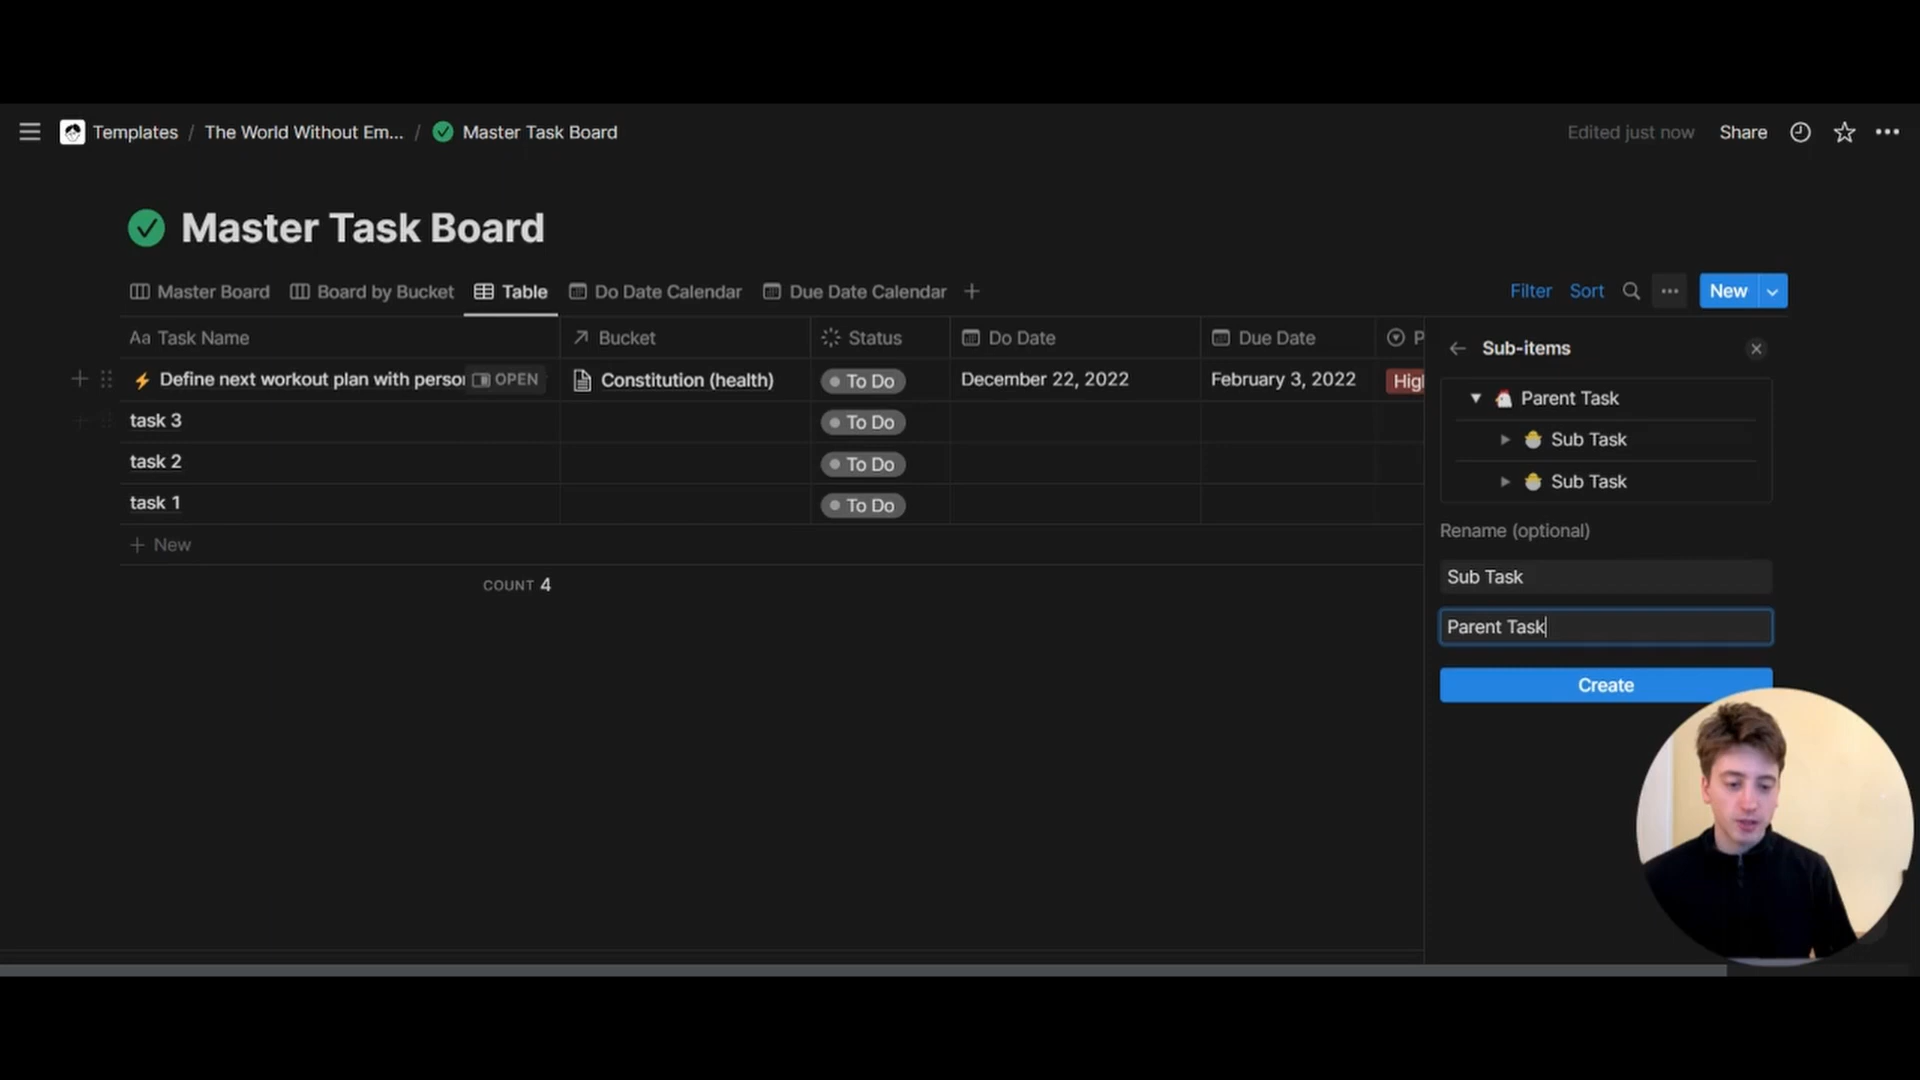 Templates / The World Without Em... / Master Task Board
Edited just now Share
Master Task Board
Master Board Board by Bucket Table Do Date Calendar Due Date Calendar
Filter Sort New
Aa Task Name Bucket Status Do Date Due Date P
Define next workout plan with perso OPEN Constitution (health) To Do December 22, 2022 February 3, 2022 Hig
task 3 To Do
task 2 To Do
task 1 To Do
+ New
COUNT 4
Sub-items
Parent Task
Sub Task
Sub Task
Rename (optional)
Sub Task
Parent Task
Create